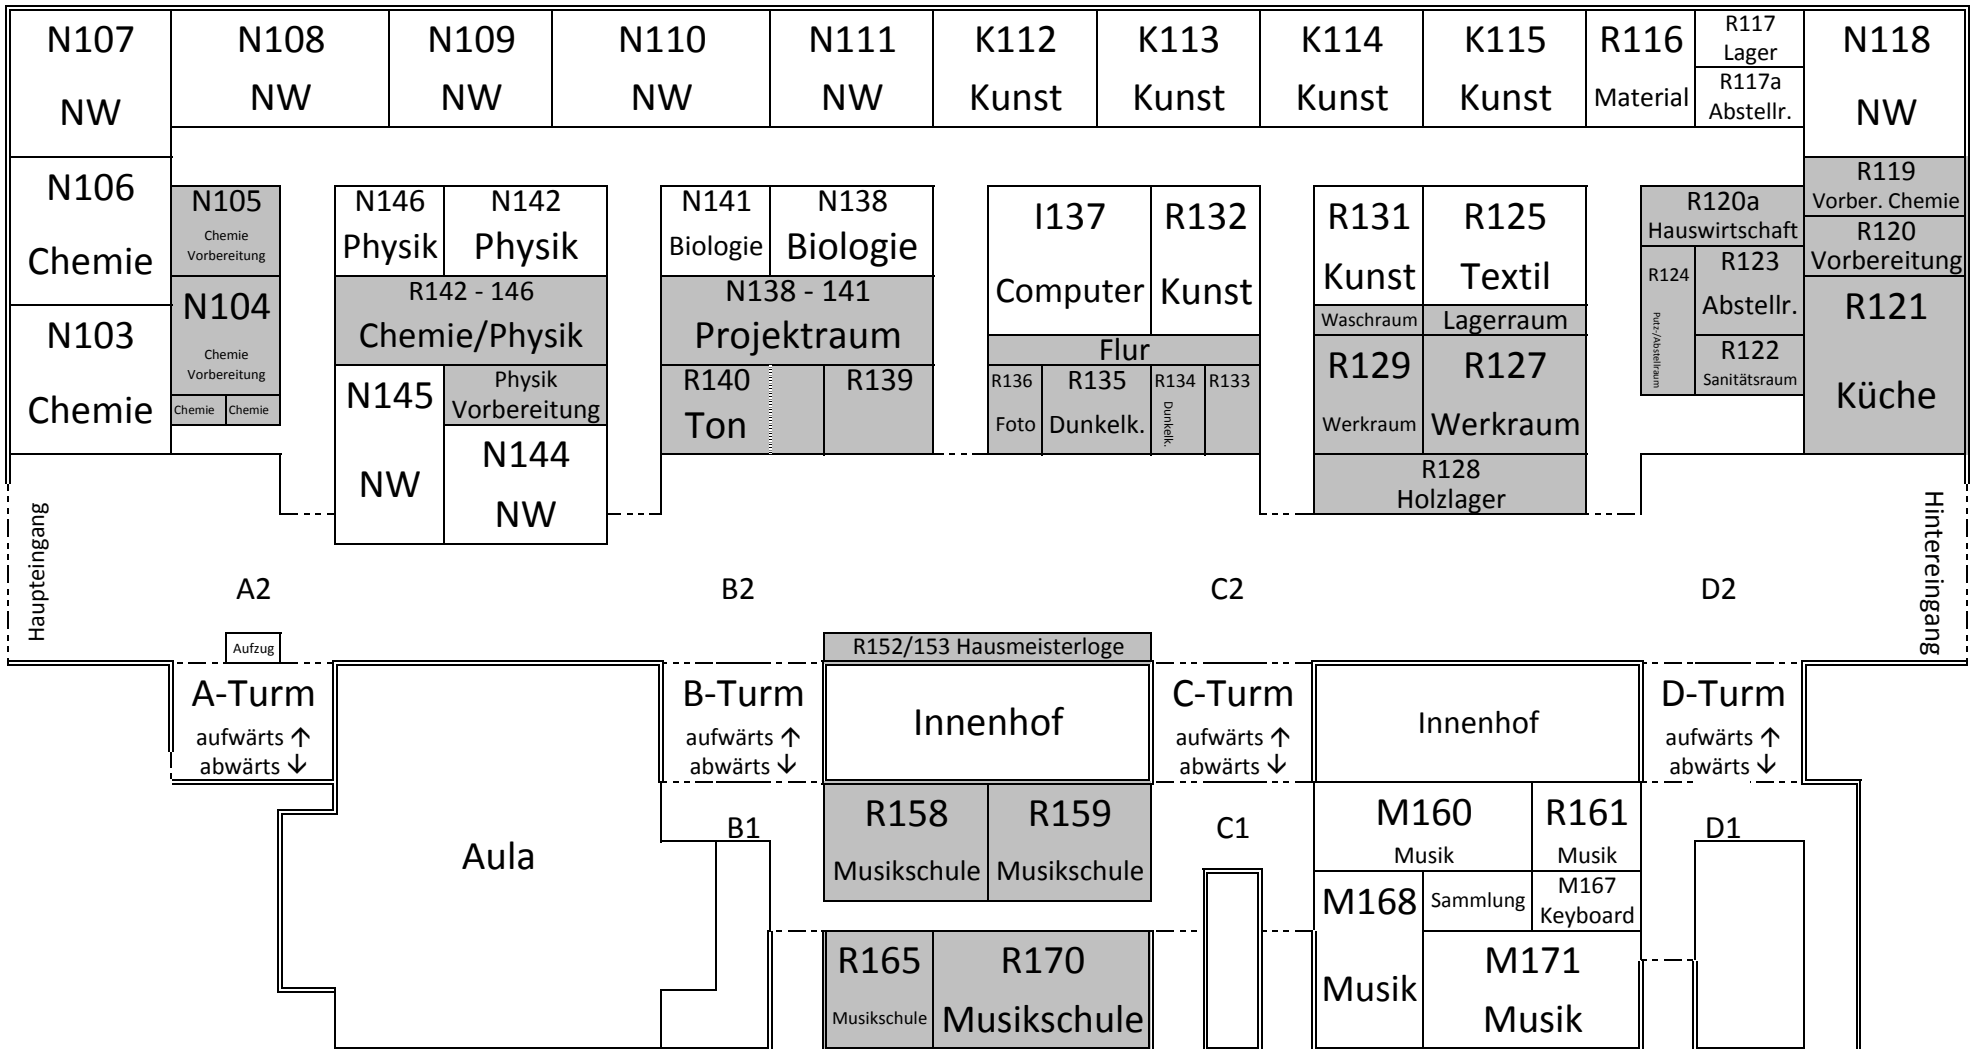 N107
NW
N108
NW
N109
NW
N110
NW
N111
NW
K112
Kunst
K113
Kunst
K114
Kunst
K115
Kunst
R116
Material
R117
Lager
R117a
Abstellr.
N118
NW
N106
Chemie
N105
Chemie
Vorbereitung
N104
Chemie
Vorbereitung
Chemie
Chemie
N103
Chemie
N146
Physik
N142
Physik
R142 - 146
Chemie/Physik
N145
NW
Physik
Vorbereitung
N144
NW
N141
Biologie
N138
Biologie
N138 - 141
Projektraum
R140
Ton
R139
I137
Computer
R132
Kunst
Flur
R136
Foto
R135
Dunkelk.
R134
Dunkelk.
R133
R131
Kunst
R125
Textil
Waschraum
Lagerraum
R129
Werkraum
R127
Werkraum
R128
Holzlager
R120a
Hauswirtschaft
R124
Putz-/Abstellraum
R123
Abstellr.
R122
Sanitätsraum
R119
Vorber. Chemie
R120
Vorbereitung
R121
Küche
Haupteingang
Hintereingang
A2
B2
C2
D2
Aufzug
R152/153 Hausmeisterloge
A-Turm
aufwärts ↑
abwärts ↓
B-Turm
aufwärts ↑
abwärts ↓
Innenhof
C-Turm
aufwärts ↑
abwärts ↓
Innenhof
D-Turm
aufwärts ↑
abwärts ↓
Aula
B1
R158
Musikschule
R159
Musikschule
C1
M160
Musik
R161
Musik
D1
M168
Musik
Sammlung
M167
Keyboard
R165
Musikschule
R170
Musikschule
M171
Musik